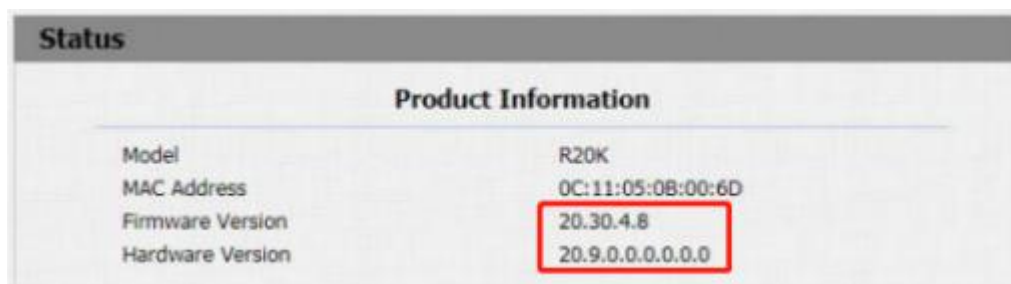 Status
Product Information
Model R20K
MAC Address 0C:11:05:0B:00:6D
Firmware Version 20.30.4.8
Hardware Version 20.9.0.0.0.0.0.0